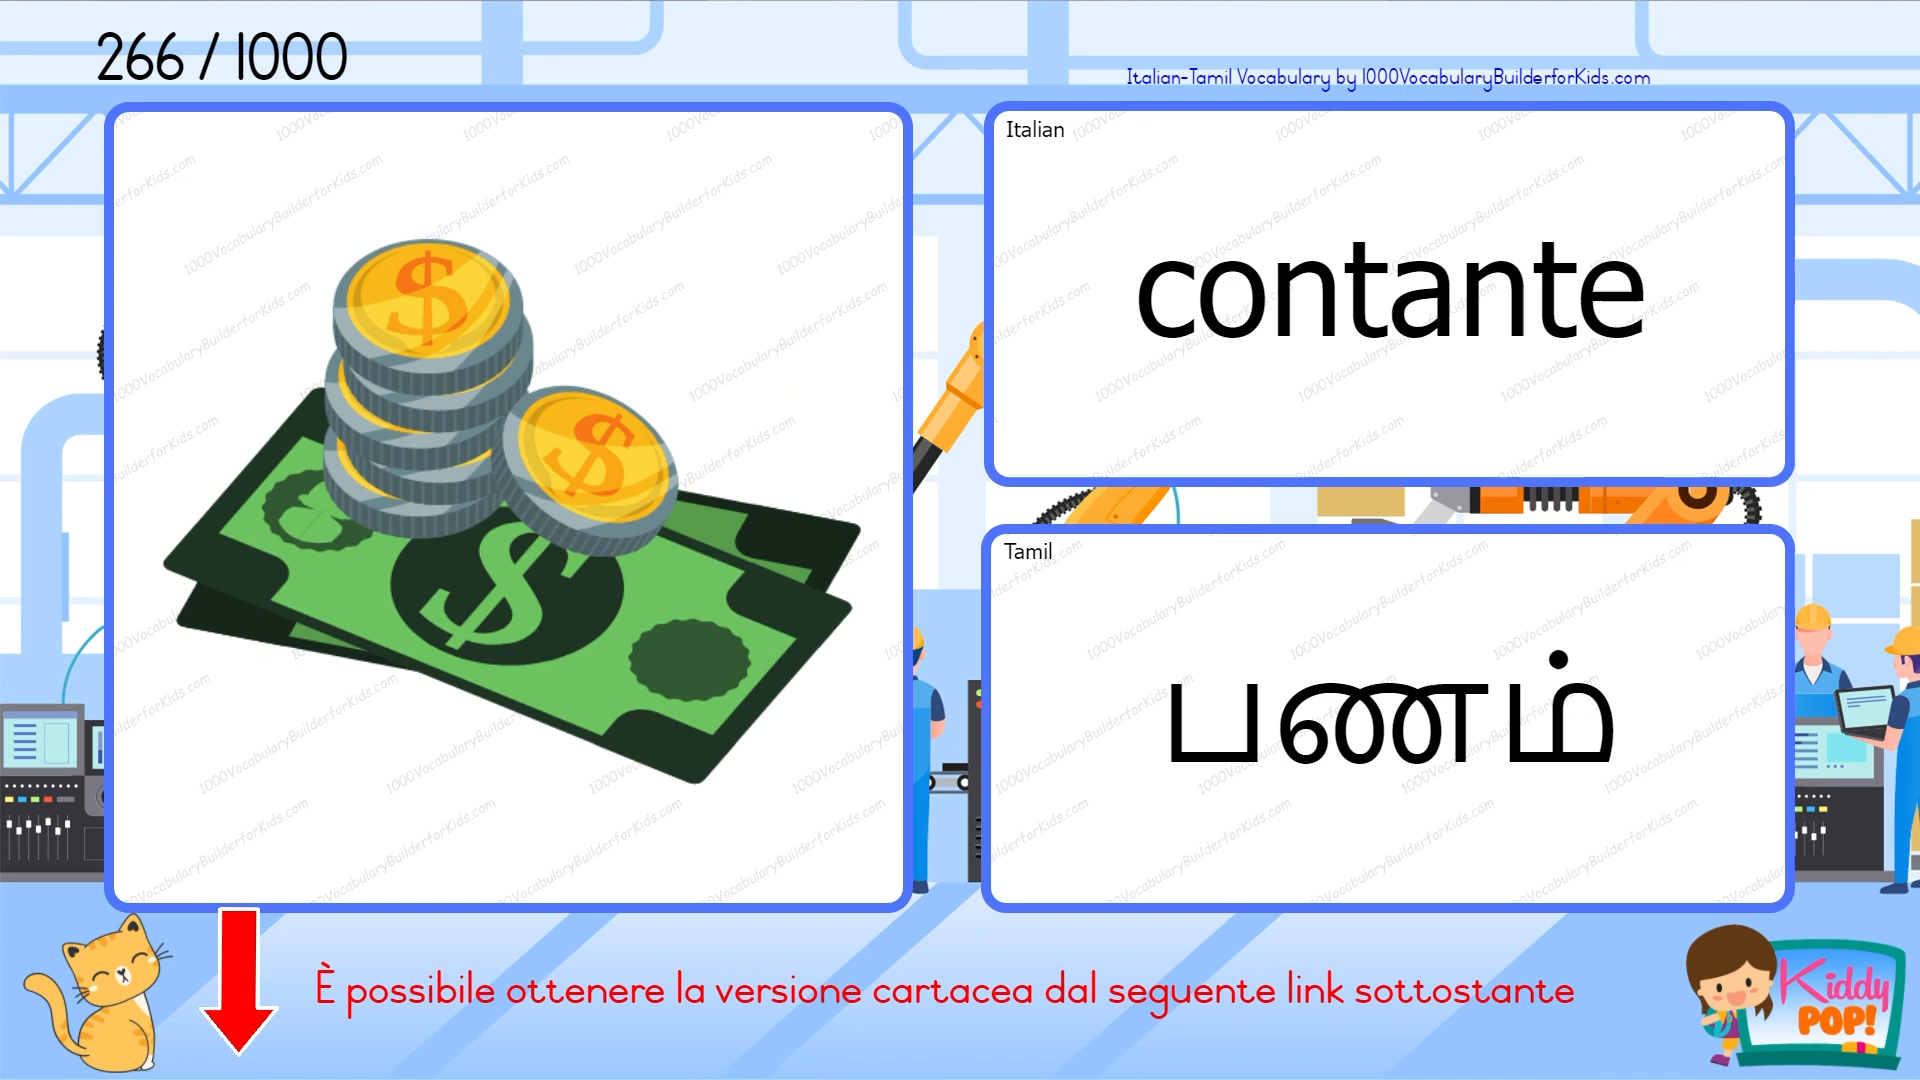 266 / 1000
Italian-Tamil Vocabulary by 1000VocabularyBuilderforKids.com
Italian
contante
Tamil
பணம்
È possibile ottenere la versione cartacea dal seguente link sottostante
Kiddy
POP!